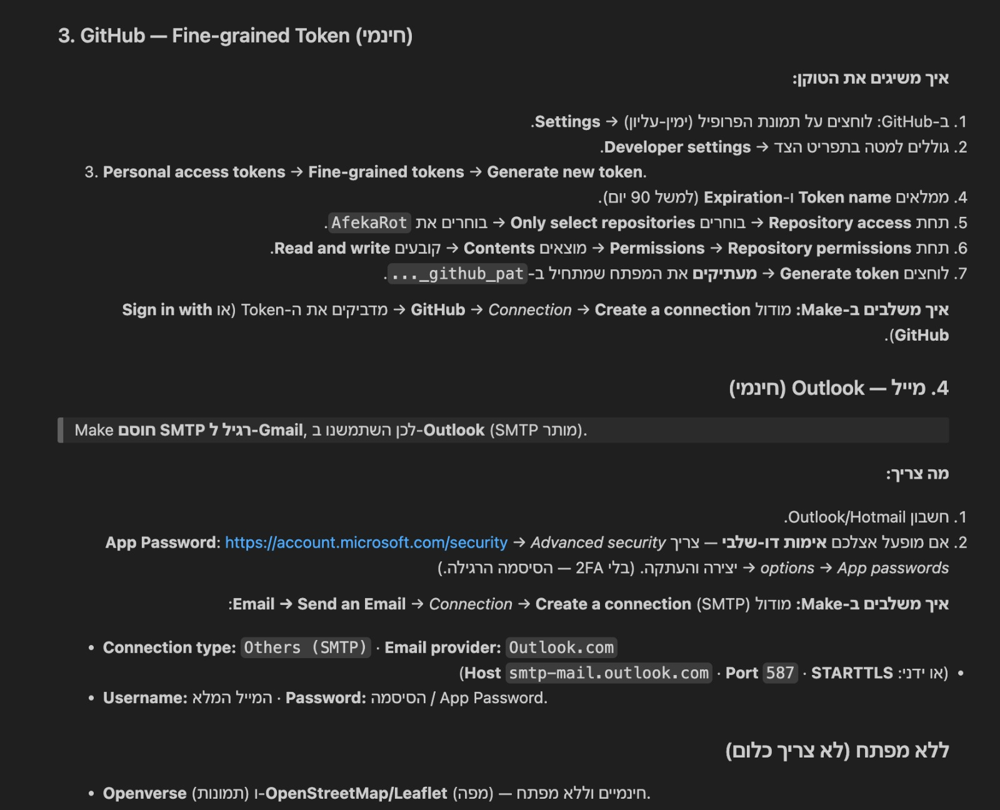 3. GitHub — Fine-grained Token (חינמי)
איך משיגים את הטוקן:
1. ב-GitHub: לוחצים על תמונת הפרופיל (ימין-עליון) → Settings.
2. גוללים למטה בתפריט הצד → Developer settings.
3. Personal access tokens → Fine-grained tokens → Generate new token.
4. ממלאים Token name ו-Expiration (למשל 90 יום).
5. תחת Repository access → בוחרים Only select repositories → בוחרים את AfekaRot.
6. תחת Repository permissions → Permissions → מוצאים Contents → קובעים Read and write.
7. לוחצים Generate token → מעתיקים את המפתח שמתחיל ב-github_pat_....
איך משלבים ב-Make: מודול GitHub → Connection → Create a connection → מדביקים את ה-Token (או Sign in with
GitHub).
4. מייל — Outlook (חינמי)
Make חוסם SMTP רגיל ל-Gmail, לכן השתמשנו ב-Outlook (SMTP מותר).
מה צריך:
1. חשבון Outlook/Hotmail.
2. אם מופעל אצלכם אימות דו-שלבי — צריך App Password: https://account.microsoft.com/security → Advanced security
options → App passwords → יצירה והעתקה. (בלי 2FA — הסיסמה הרגילה.)
איך משלבים ב-Make: מודול Email → Send an Email → Connection → Create a connection (SMTP):
• Connection type: Others (SMTP) · Email provider: Outlook.com
• (או ידני: Host smtp-mail.outlook.com · Port 587 · STARTTLS)
• Username: המייל המלא · Password: הסיסמה / App Password.
ללא מפתח (לא צריך כלום)
• Openverse (תמונות) ו-OpenStreetMap/Leaflet (מפה) — חינמיים וללא מפתח.